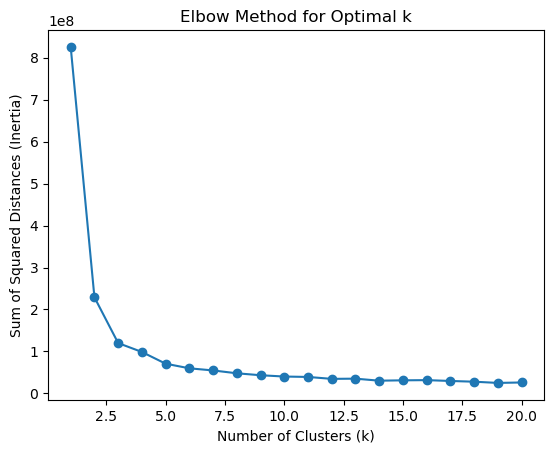 Elbow Method for Optimal k
1e8
8
7
6
5
4
3
2
1
0
Sum of Squared Distances (Inertia)
2.5 5.0 7.5 10.0 12.5 15.0 17.5 20.0
Number of Clusters (k)